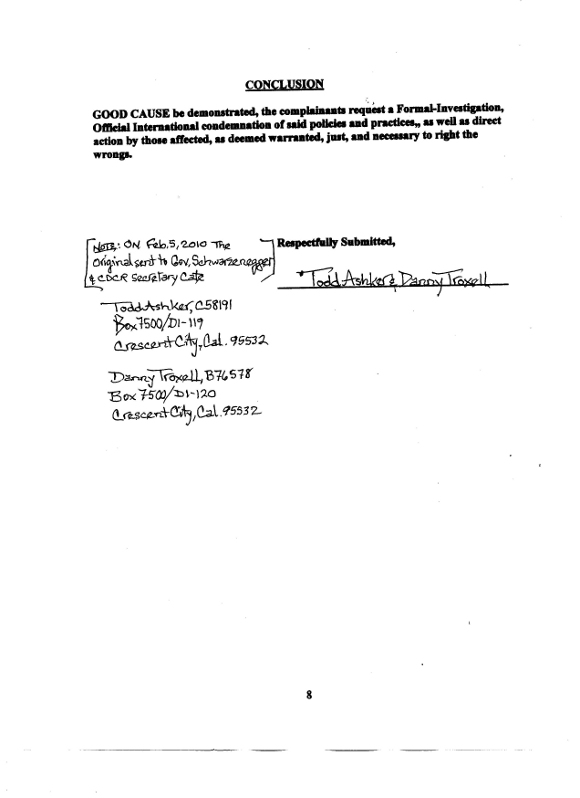 CONCLUSION
GOOD CAUSE be demonstrated, the complainants request a Formal-Investigation,
Official International condemnation of said policies and practices,, as well as direct
action by those affected, as deemed warranted, just, and necessary to right the
wrongs.
[NOTE: ON Feb. 5, 2010 The
Original sent to Gov. Schwarzenegger
& CDCR Secretary Cate]
Respectfully Submitted,
Todd Ashker & Danny Troxell
Todd Ashker, C58191
Box 7500/D1-119
Crescent City, Cal. 95532
Danny Troxell, B76578
Box 7500/D1-120
Crescent City, Cal. 95532
8